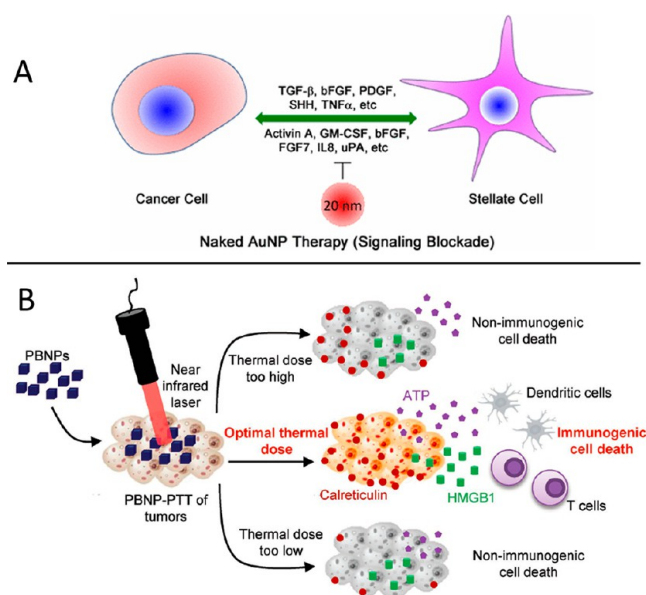 A
TGF-β, bFGF, PDGF,
SHH, TNFα, etc
Activin A, GM-CSF, bFGF,
FGF7, IL8, uPA, etc
Cancer Cell
20 nm
Stellate Cell
Naked AuNP Therapy (Signaling Blockade)
B
PBNPs
Near
infrared
laser
PBNP-PTT of
tumors
Thermal dose
too high
Non-immunogenic
cell death
Optimal thermal
dose
ATP
Calreticulin
HMGB1
Dendritic cells
Immunogenic
cell death
T cells
Thermal dose
too low
Non-immunogenic
cell death